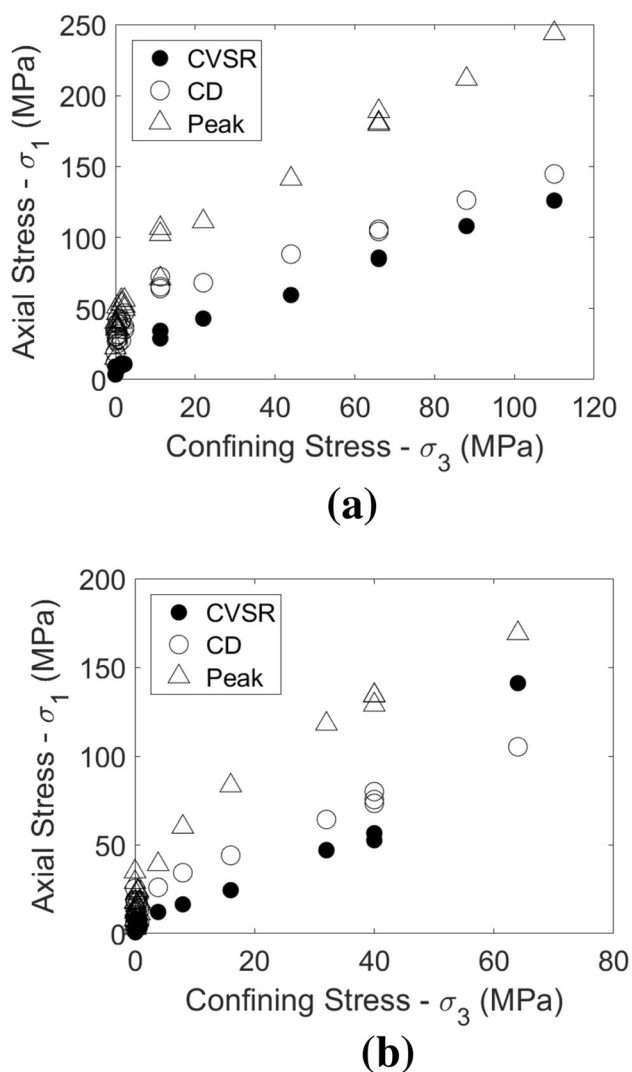 250
200
150
100
50
0
Axial Stress - σ1 (MPa)
CVSR
CD
Peak
0 20 40 60 80 100 120
Confining Stress - σ3 (MPa)
(a)
200
150
100
50
0
Axial Stress - σ1 (MPa)
CVSR
CD
Peak
0 20 40 60 80
Confining Stress - σ3 (MPa)
(b)